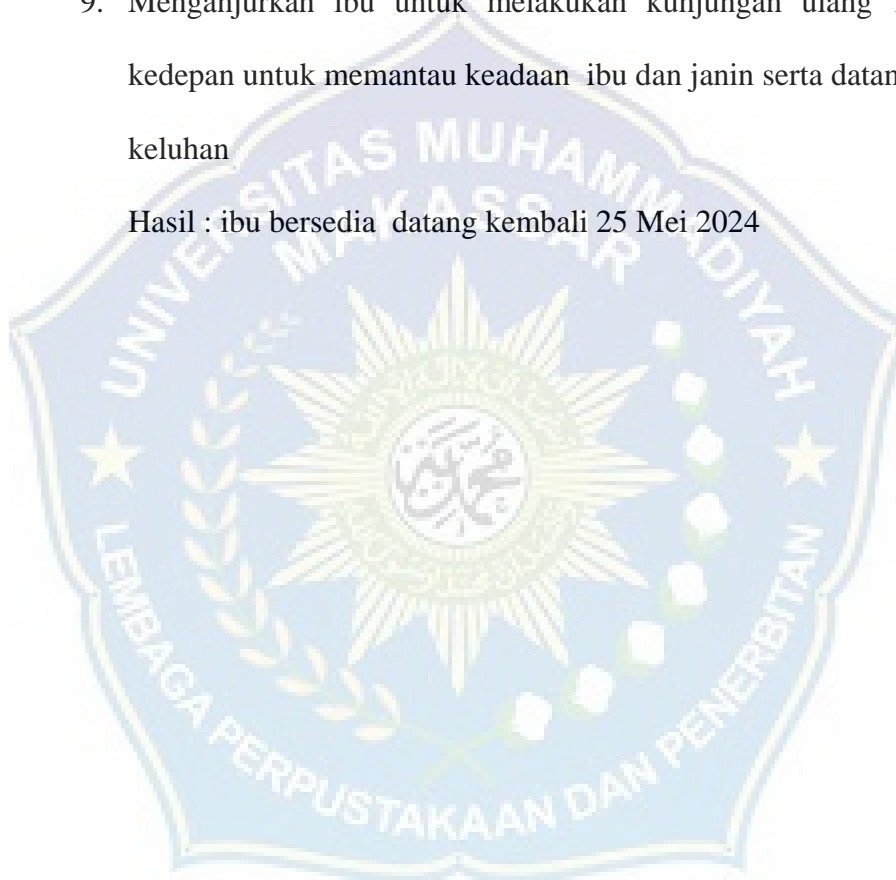 9. Menganjurkan ibu untuk melakukan kunjungan ulang
kedepan untuk memantau keadaan ibu dan janin serta
keluhan
Hasil : ibu bersedia datang kembali 25 Mei 2024
UNIVERSITAS MUHAMMADIYAH
MAKASSAR
LEMBAGA PERPUSTAKAAN DAN PENERBITAN